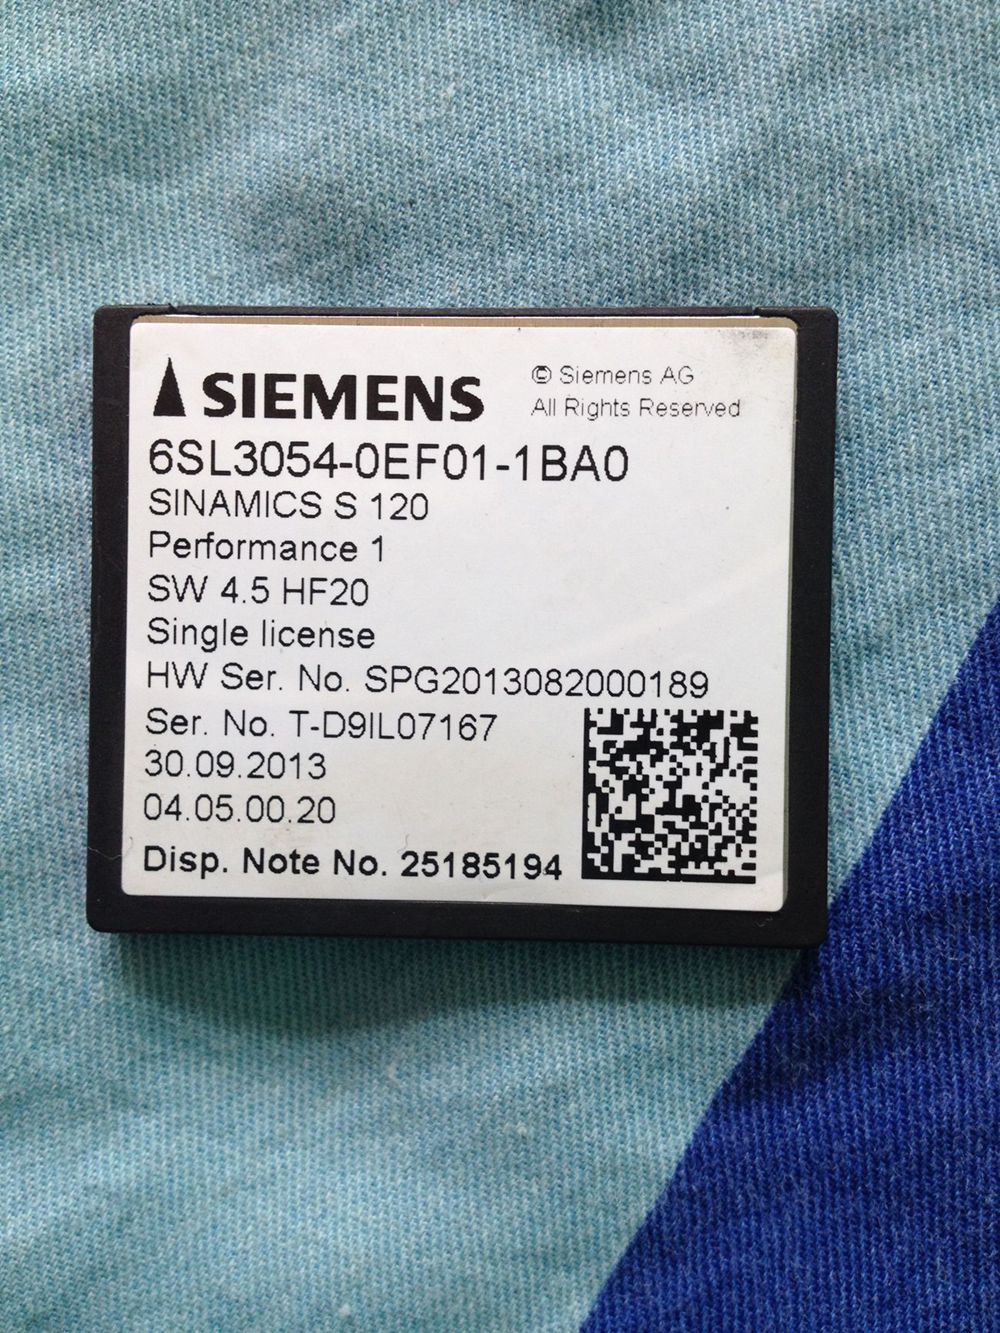 SIEMENS
© Siemens AG
All Rights Reserved
6SL3054-0EF01-1BA0
SINAMICS S 120
Performance 1
SW 4.5 HF20
Single license
HW Ser. No. SPG2013082000189
Ser. No. T-D9IL07167
30.09.2013
04.05.00.20
Disp. Note No. 25185194